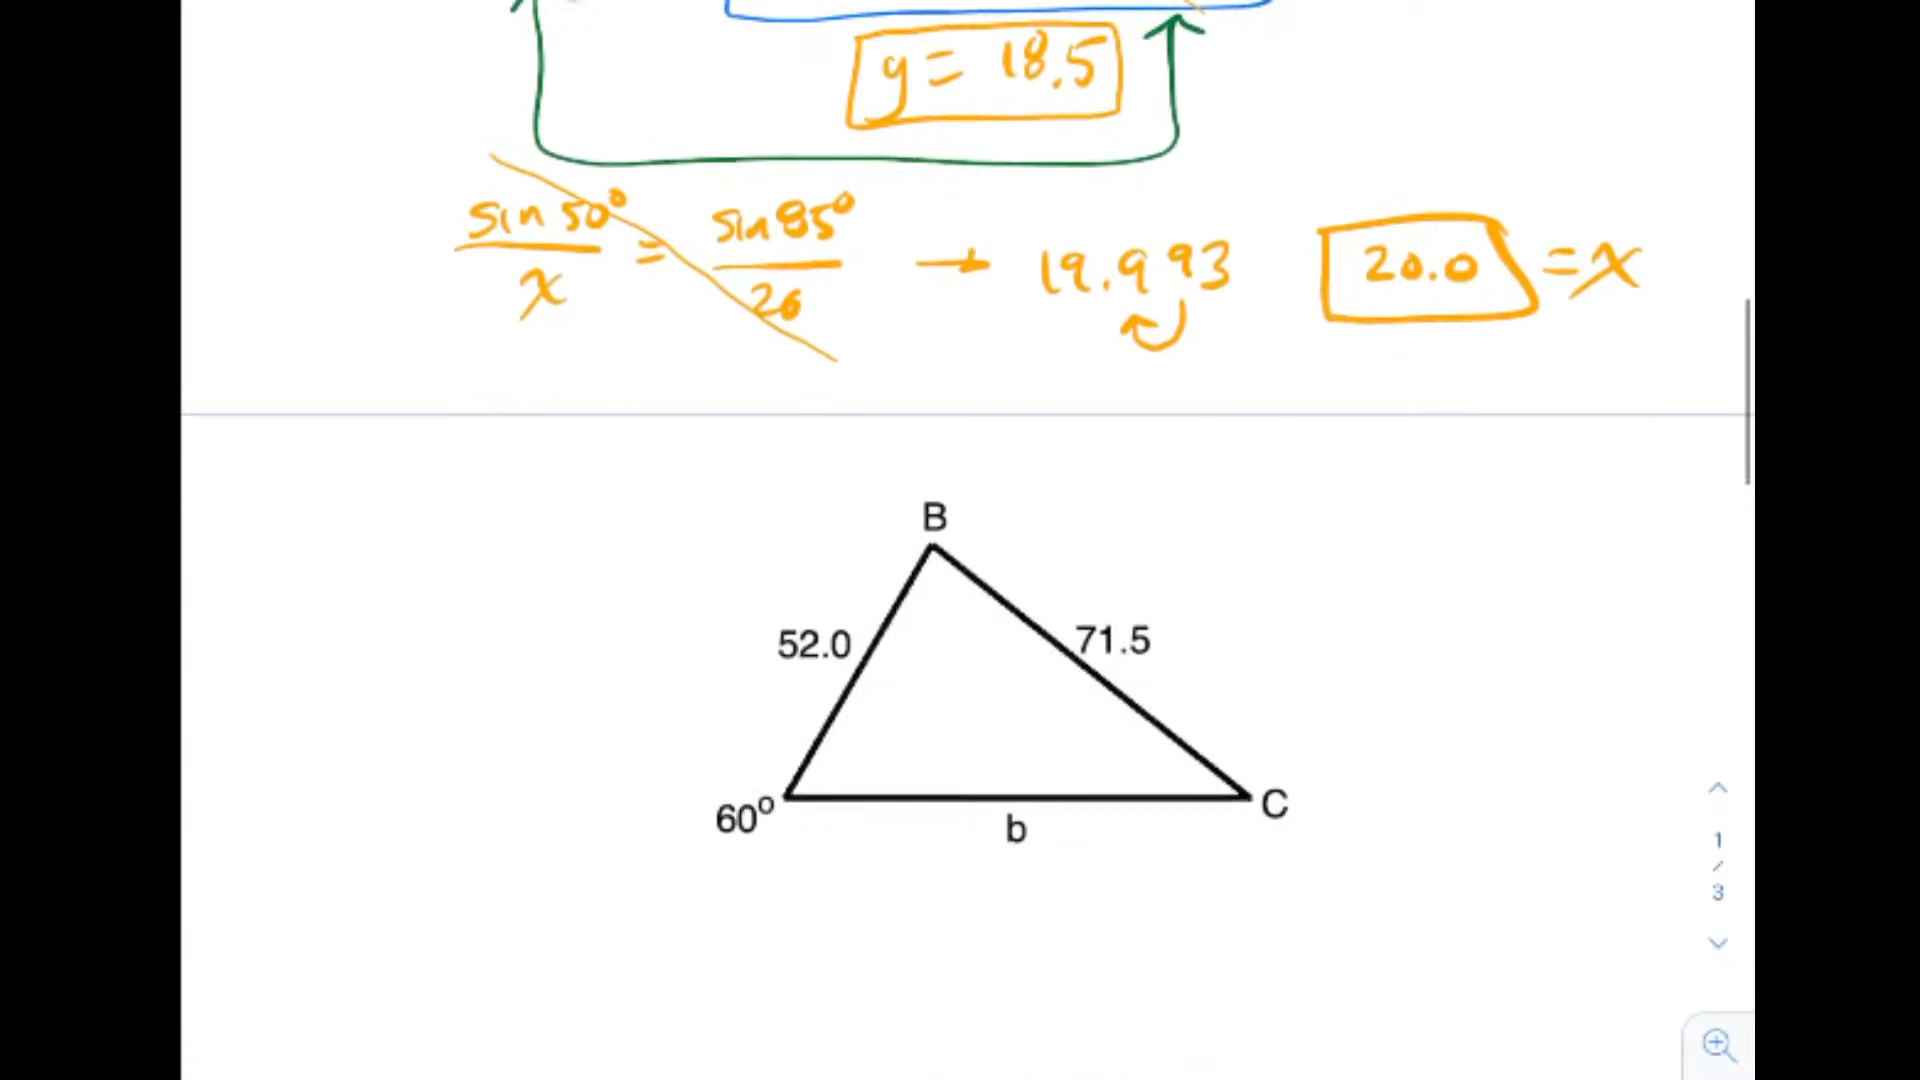 y = 18.5
sin 50° / x = sin 85° / 26 → 19.993 20.0 = x
B
52.0
71.5
60°
b
C
1
/
3